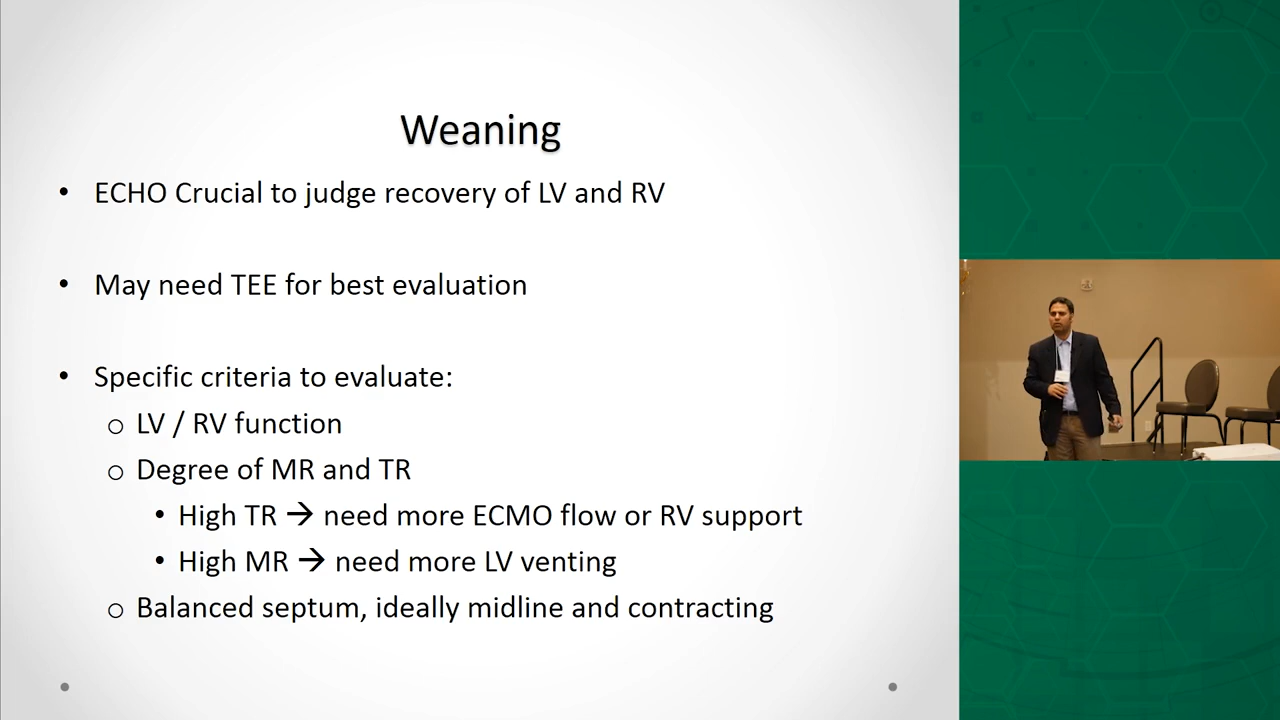 Weaning
• ECHO Crucial to judge recovery of LV and RV
• May need TEE for best evaluation
• Specific criteria to evaluate:
o LV / RV function
o Degree of MR and TR
• High TR → need more ECMO flow or RV support
• High MR → need more LV venting
o Balanced septum, ideally midline and contracting